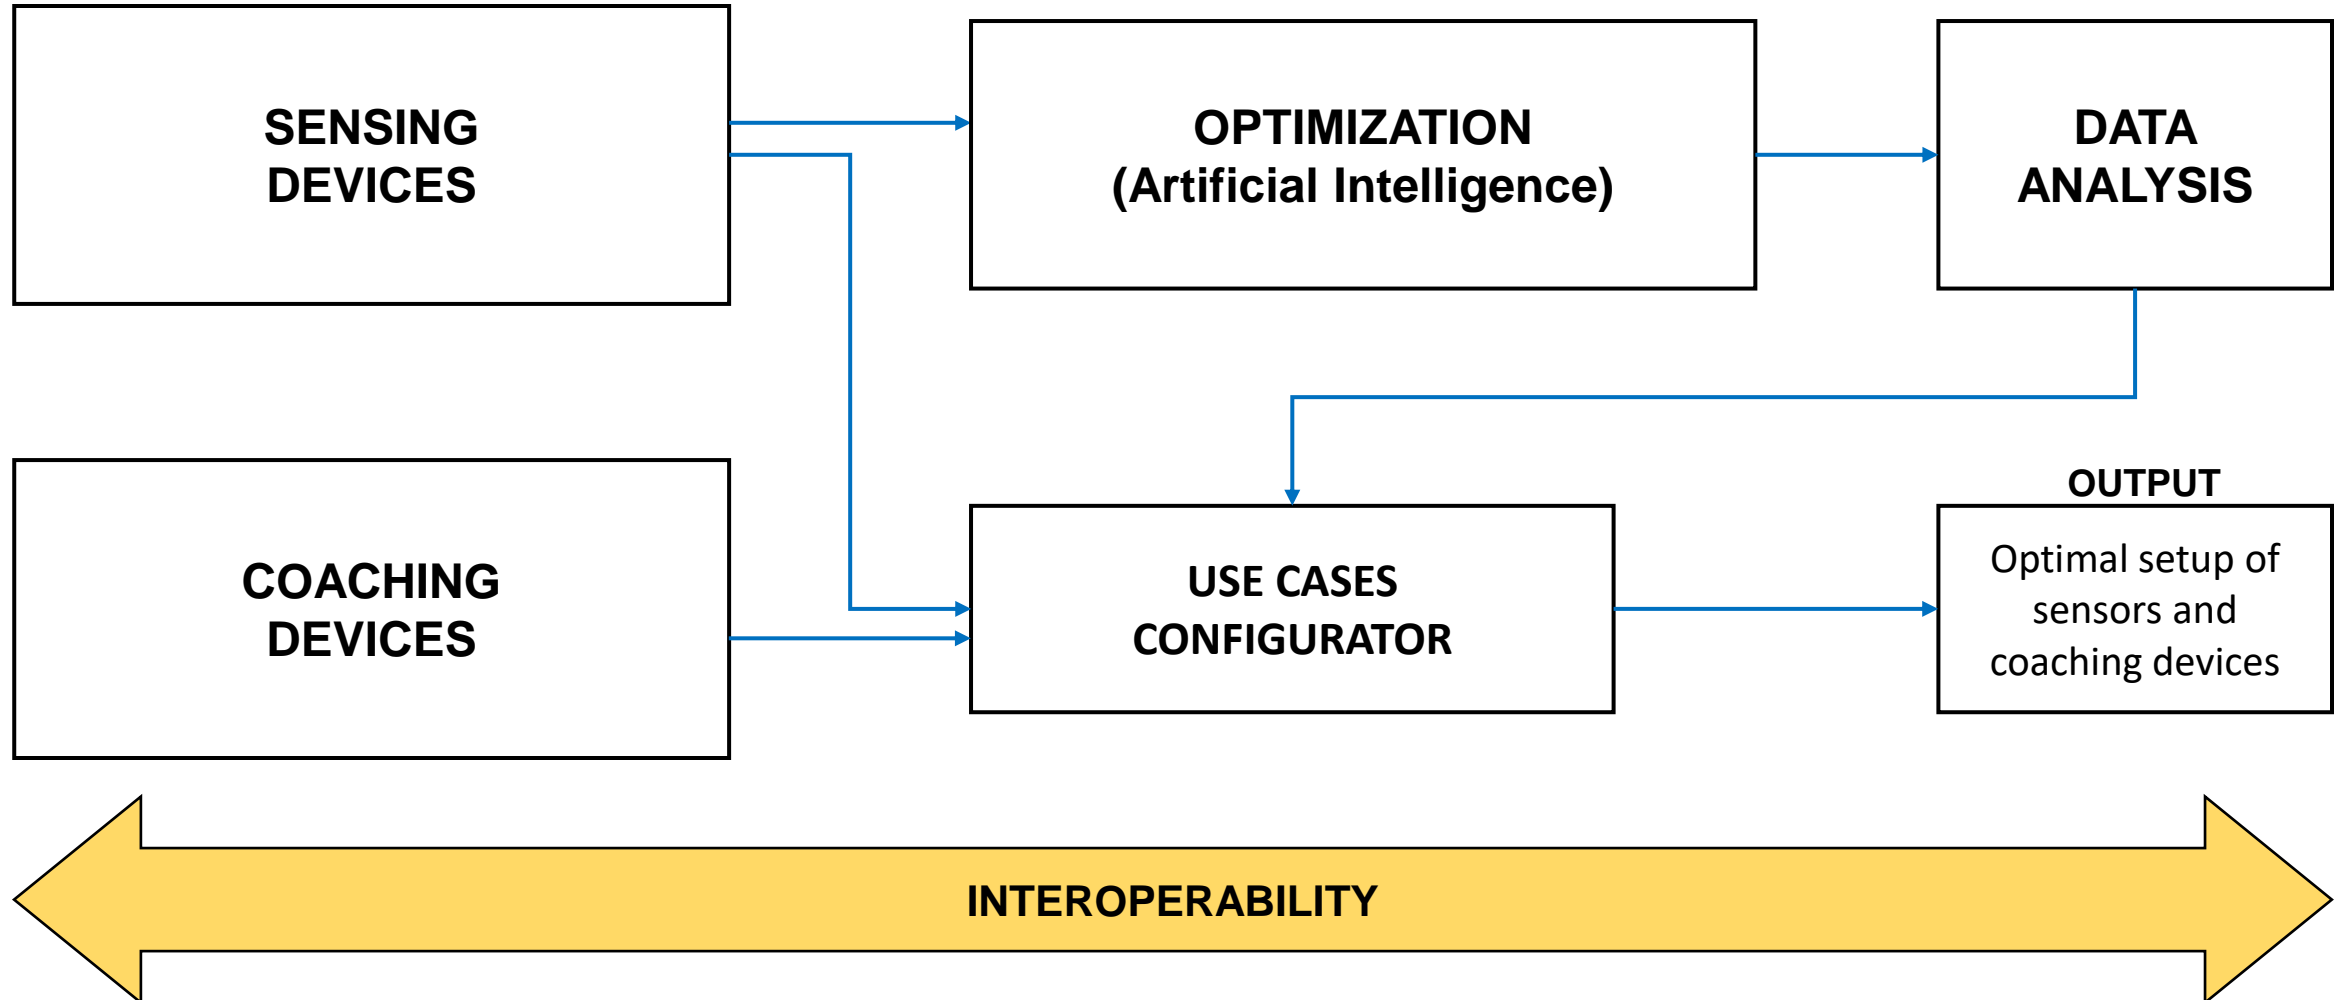 SENSING
DEVICES
OPTIMIZATION
(Artificial Intelligence)
DATA
ANALYSIS
COACHING
DEVICES
USE CASES
CONFIGURATOR
OUTPUT
Optimal setup of
sensors and
coaching devices
INTEROPERABILITY